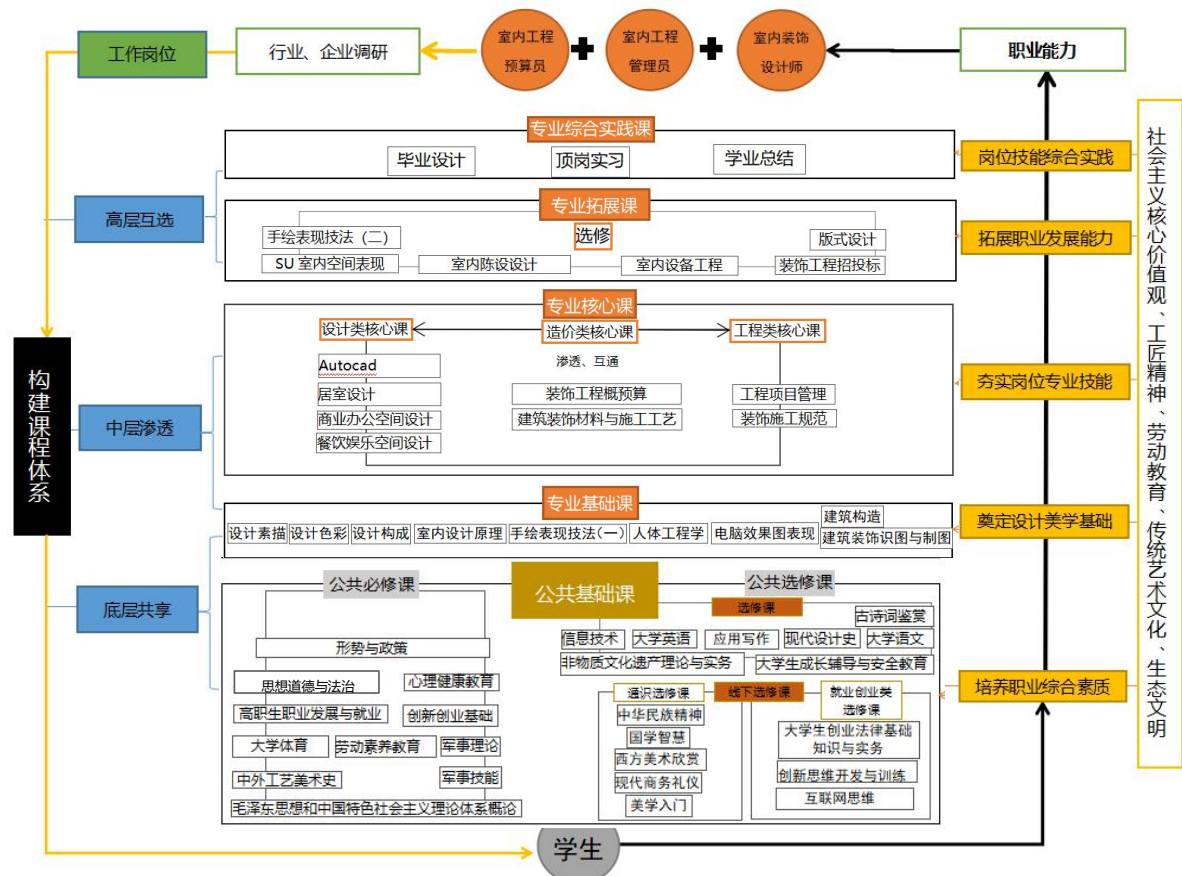 工作岗位
行业、企业调研
室内工程
预算员
室内工程
管理员
室内装饰
设计师
职业能力
专业综合实践课
毕业设计
顶岗实习
学业总结
岗位技能综合实践
高层互选
专业拓展课
选修
手绘表现技法（二）
版式设计
SU 室内空间表现
室内陈设设计
室内设备工程
装饰工程招投标
拓展职业发展能力
专业核心课
设计类核心课
造价类核心课
工程类核心课
渗透、互通
Autocad
居室设计
商业办公空间设计
餐饮娱乐空间设计
装饰工程概预算
建筑装饰材料与施工工艺
工程项目管理
装饰施工规范
夯实岗位专业技能
构建课程体系
中层渗透
专业基础课
设计素描
设计色彩
设计构成
室内设计原理
手绘表现技法（一）
人体工程学
电脑效果图表现
建筑构造
建筑装饰识图与制图
奠定设计美学基础
底层共享
公共必修课
公共基础课
公共选修课
形势与政策
思想道德与法治
心理健康教育
高职生职业发展与就业
创新创业基础
大学体育
劳动素养教育
军事理论
中外工艺美术史
军事技能
毛泽东思想和中国特色社会主义理论体系概论
选修课
古诗词鉴赏
信息技术
大学英语
应用写作
现代设计史
大学语文
非物质文化遗产理论与实务
大学生成长辅导与安全教育
通识选修课
线下选修课
就业创业类
选修课
中华民族精神
国学智慧
西方美术欣赏
现代商务礼仪
美学入门
大学生创业法律基础
知识与实务
创新思维开发与训练
互联网思维
培养职业综合素质
社会主义核心价值观、工匠精神、劳动教育、传统艺术文化、生态文明
学生